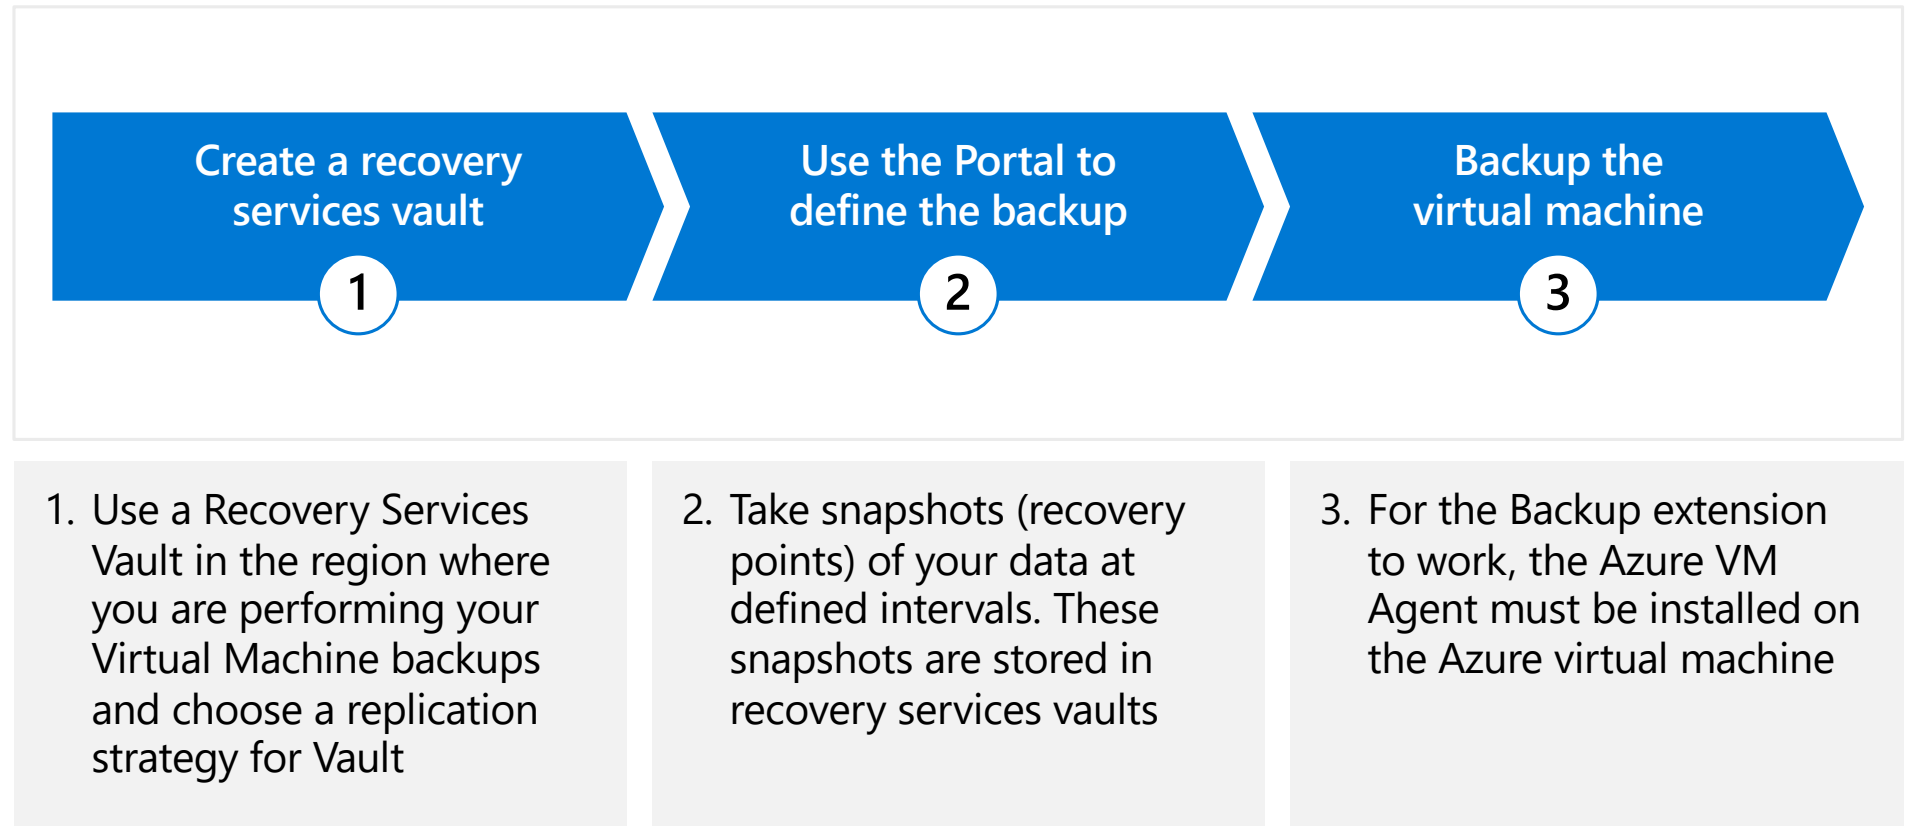 Create a recovery
services vault
1
Use the Portal to
define the backup
2
Backup the
virtual machine
3
1. Use a Recovery Services
Vault in the region where
you are performing your
Virtual Machine backups
and choose a replication
strategy for Vault
2. Take snapshots (recovery
points) of your data at
defined intervals. These
snapshots are stored in
recovery services vaults
3. For the Backup extension
to work, the Azure VM
Agent must be installed on
the Azure virtual machine